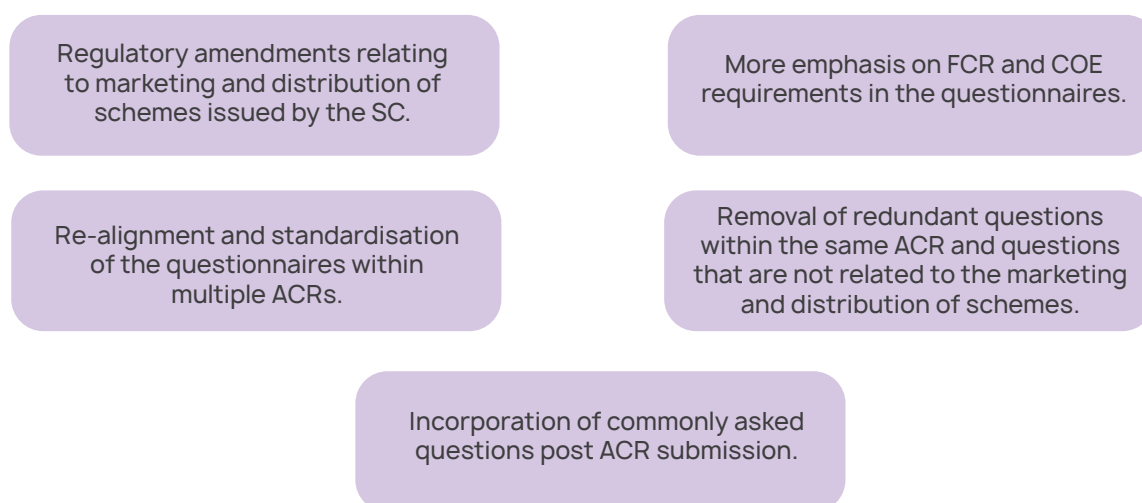 Regulatory amendments relating
to marketing and distribution of
schemes issued by the SC.
More emphasis on FCR and COE
requirements in the questionnaires.
Re-alignment and standardisation
of the questionnaires within
multiple ACRs.
Removal of redundant questions
within the same ACR and questions
that are not related to the marketing
and distribution of schemes.
Incorporation of commonly asked
questions post ACR submission.